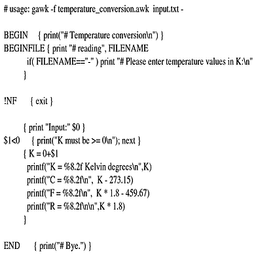 # usage: gawk -f temperature_conversion.awk input.txt -
BEGIN { print("# Temperature conversion\n") }
BEGINFILE { print "# reading", FILENAME
if( FILENAME=="-" ) print "# Please enter temperature values in K:\n"
}
!NF { exit }
{ print "Input:" $0 }
$1<0 { print("K must be >= 0\n"); next }
{ K = 0+$1
printf("K = %8.2f Kelvin degrees\n",K)
printf("C = %8.2f\n", K - 273.15)
printf("F = %8.2f\n", K * 1.8 - 459.67)
printf("R = %8.2f\n\n",K * 1.8)
}
END { print("# Bye.") }